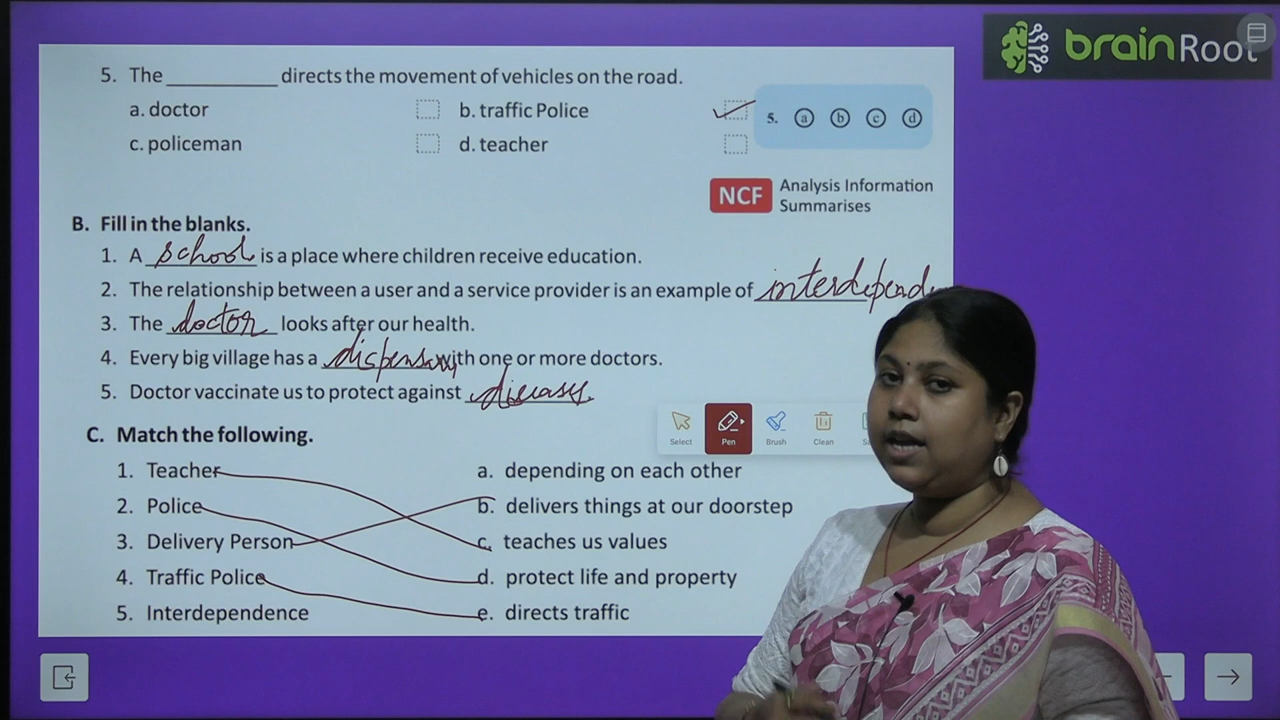 brainRoot
5. The __________ directs the movement of vehicles on the road.
a. doctor b. traffic Police
c. policeman d. teacher
5. a b c d
NCF Analysis Information
Summarises
B. Fill in the blanks.
1. A school is a place where children receive education.
2. The relationship between a user and a service provider is an example of interdepend
3. The doctor looks after our health.
4. Every big village has a dispensary with one or more doctors.
5. Doctor vaccinate us to protect against
Select Pen Brush Clean
C. Match the following.
1. Teacher a. depending on each other
2. Police b. delivers things at our doorstep
3. Delivery Person c. teaches us values
4. Traffic Police d. protect life and property
5. Interdependence e. directs traffic